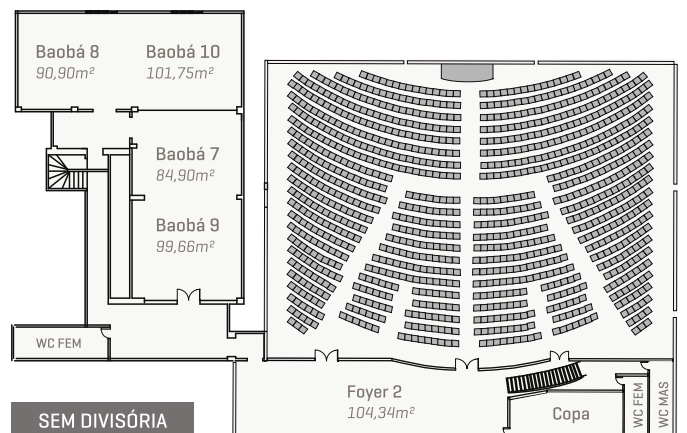 Baobá 8
90,90m²
Baobá 10
101,75m²
Baobá 7
84,90m²
Baobá 9
99,66m²
WC FEM
Foyer 2
104,34m²
Copa
WC FEM
WC MAS
SEM DIVISÓRIA